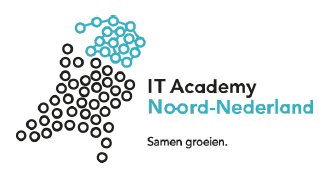 IT Academy
Noord-Nederland
Samen groeien.